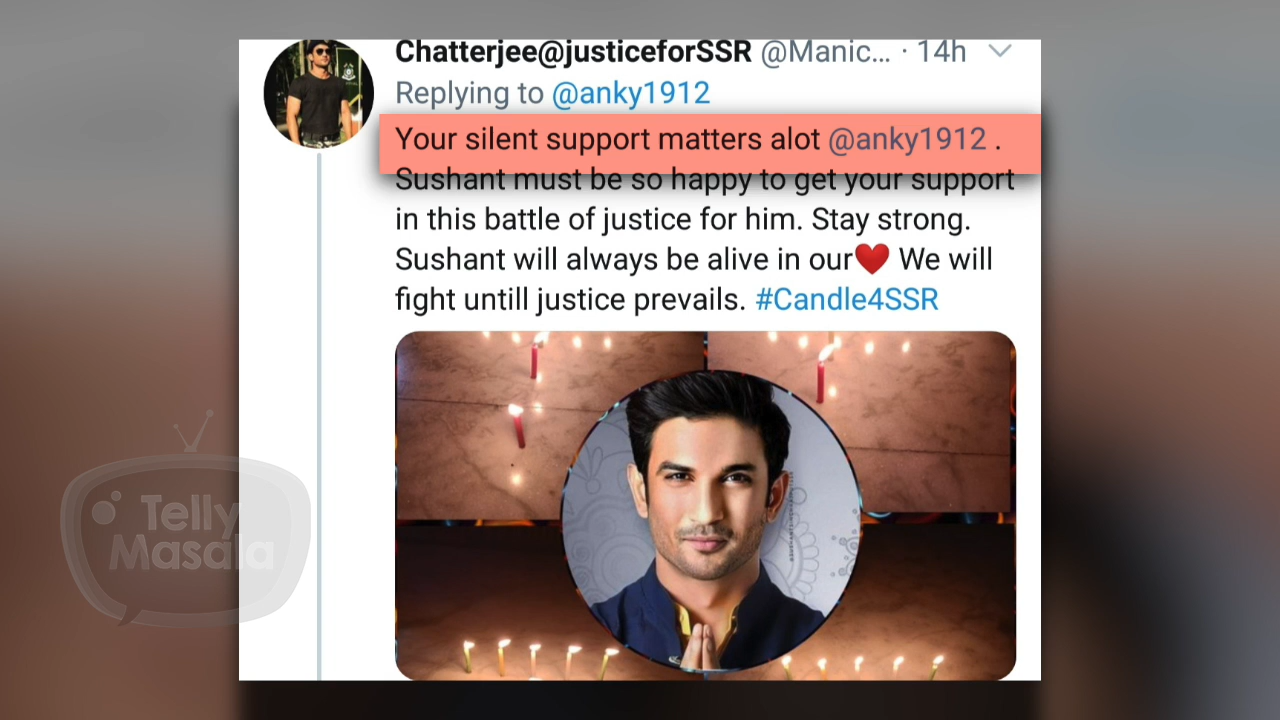 Chatterjee@justiceforSSR @Manic... · 14h
Replying to @anky1912
Your silent support matters alot @anky1912 .
Sushant must be so happy to get your support
in this battle of justice for him. Stay strong.
Sushant will always be alive in our❤️ We will
fight untill justice prevails. #Candle4SSR
Telly
Masala